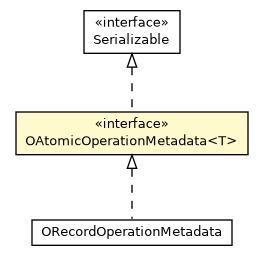 «interface»
Serializable
«interface»
OAtomicOperationMetadata<T>
ORecordOperationMetadata